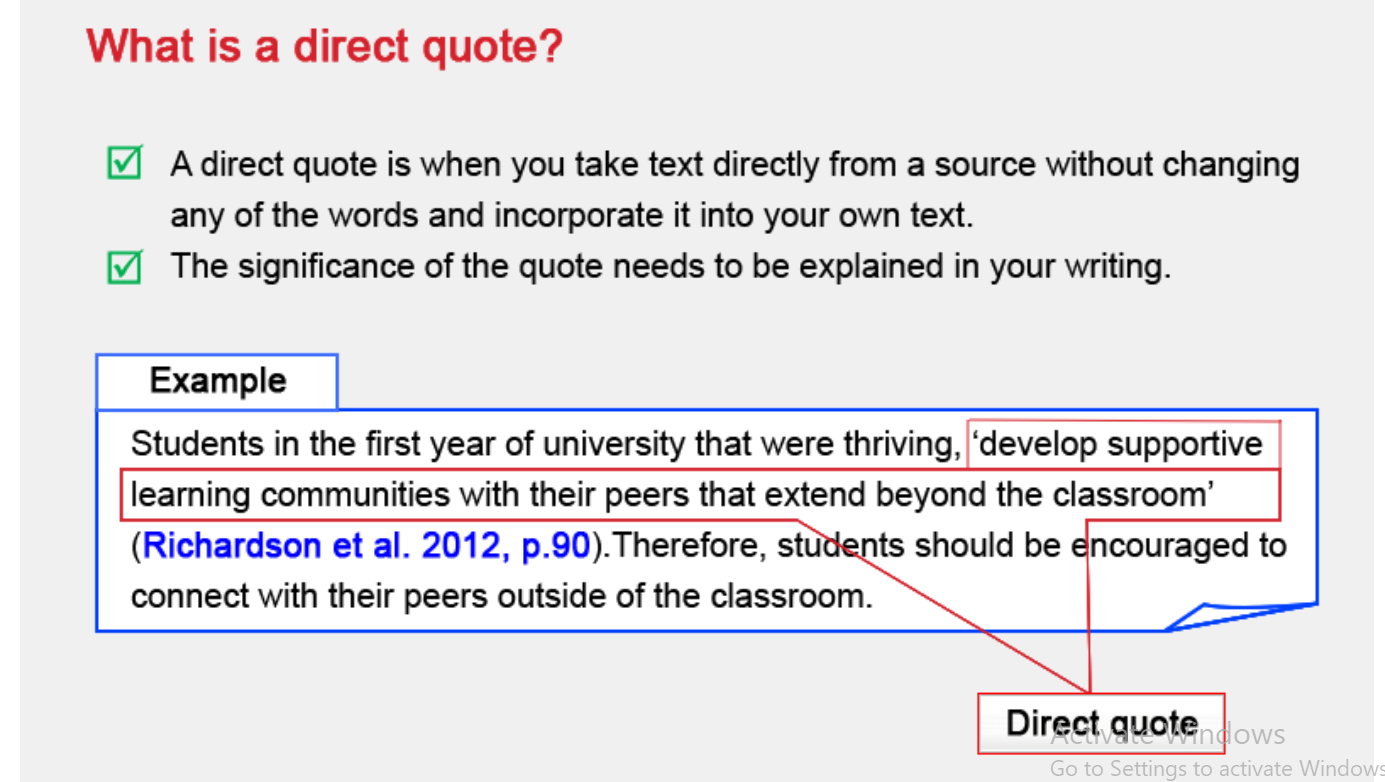 What is a direct quote?
A direct quote is when you take text directly from a source without changing
any of the words and incorporate it into your own text.
The significance of the quote needs to be explained in your writing.
Example
Students in the first year of university that were thriving, ‘develop supportive
learning communities with their peers that extend beyond the classroom’
(Richardson et al. 2012, p.90).Therefore, students should be encouraged to
connect with their peers outside of the classroom.
Direct quote
Activate Windows
Go to Settings to activate Windows